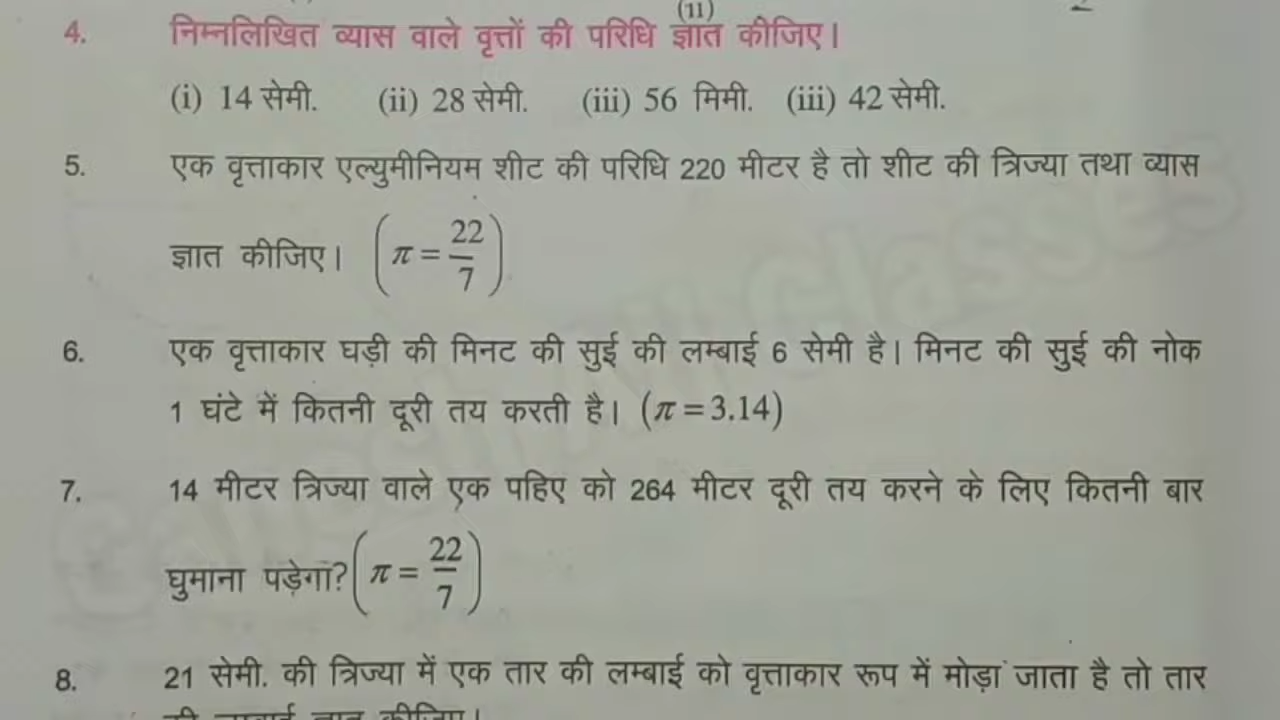 (11)
4. निम्नलिखित व्यास वाले वृत्तों की परिधि ज्ञात कीजिए।
(i) 14 सेमी. (ii) 28 सेमी. (iii) 56 मिमी. (iii) 42 सेमी.
5. एक वृत्ताकार एल्युमीनियम शीट की परिधि 220 मीटर है तो शीट की त्रिज्या तथा व्यास
ज्ञात कीजिए। (π = 22/7)
6. एक वृत्ताकार घड़ी की मिनट की सुई की लम्बाई 6 सेमी है। मिनट की सुई की नोक
1 घंटे में कितनी दूरी तय करती है। (π = 3.14)
7. 14 मीटर त्रिज्या वाले एक पहिए को 264 मीटर दूरी तय करने के लिए कितनी बार
घुमाना पड़ेगा? (π = 22/7)
8. 21 सेमी. की त्रिज्या में एक तार की लम्बाई को वृत्ताकार रूप में मोड़ा जाता है तो तार